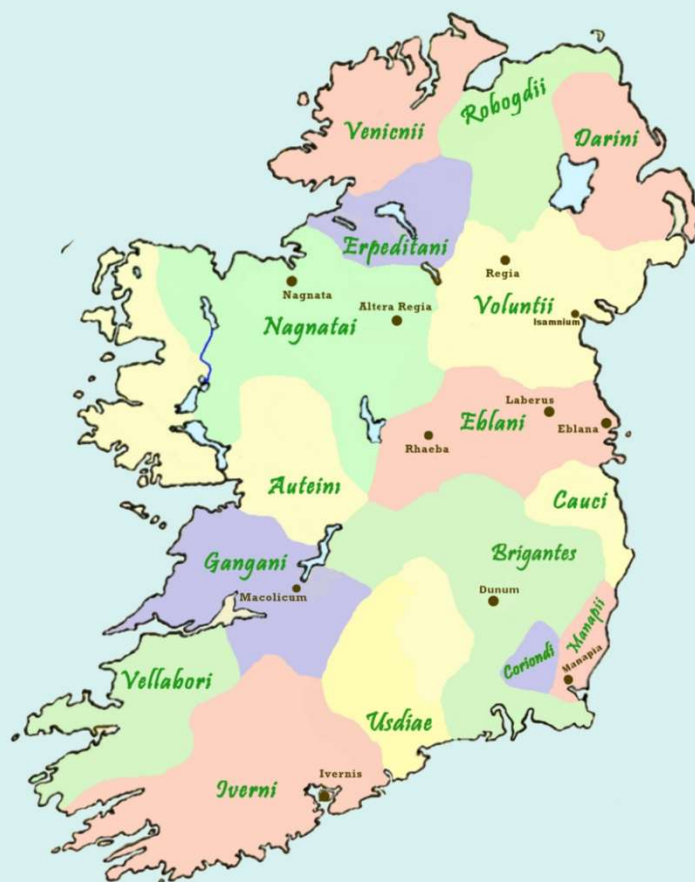 Robogdii
Venicnii
Darini
Erpeditani
Regia
Nagnata
Altera Regia
Voluntii
Isamnium
Nagnatai
Laberus
Eblani
Eblana
Rhaeba
Auteini
Cauci
Gangani
Brigantes
Macolicum
Dunum
Manapii
Coriondi
Manapia
Vellabori
Usdiae
Ivernis
Iverni